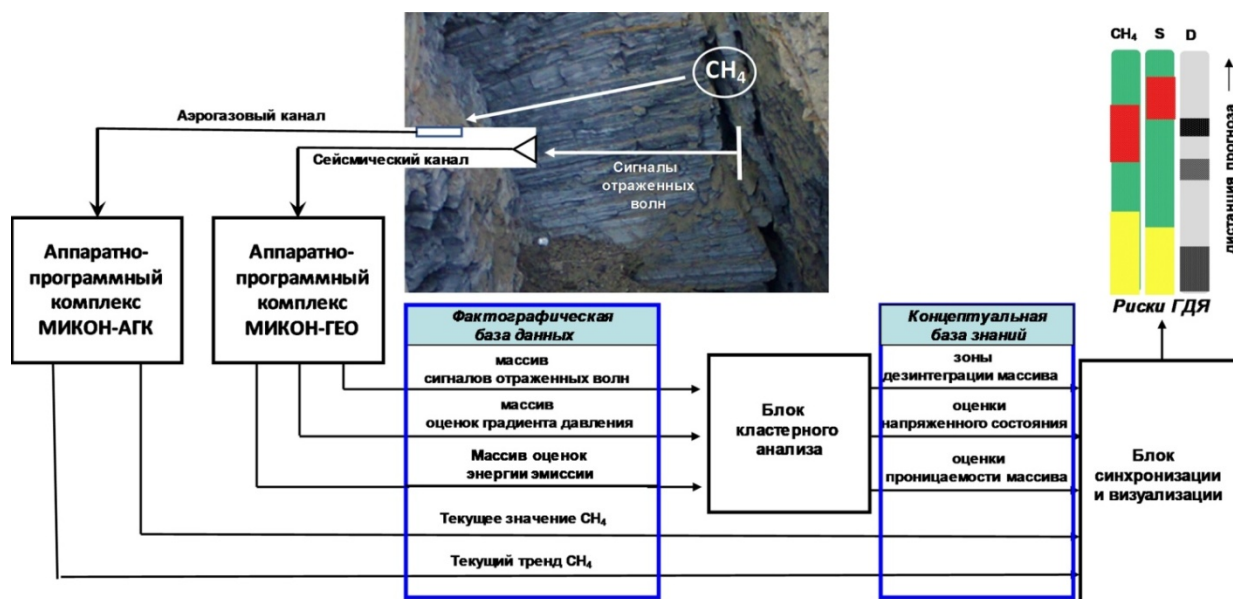 CH₄ S D
CH₄
дистанция прогноза
Аэрогазовый канал
Сейсмический канал
Сигналы
отраженных
волн
Аппаратно-
программный
комплекс
МИКОН-АГК
Аппаратно-
программный
комплекс
МИКОН-ГЕО
Риски ГДЯ
Фактографическая
база данных
Концептуальная
база знаний
массив
сигналов отраженных волн
массив
оценок градиента давления
Массив оценок
энергии эмиссии
Текущее значение CH₄
Текущий тренд CH₄
Блок
кластерного
анализа
зоны
дезинтеграции массива
оценки
напряженного состояния
оценки
проницаемости массива
Блок
синхронизации
и визуализации